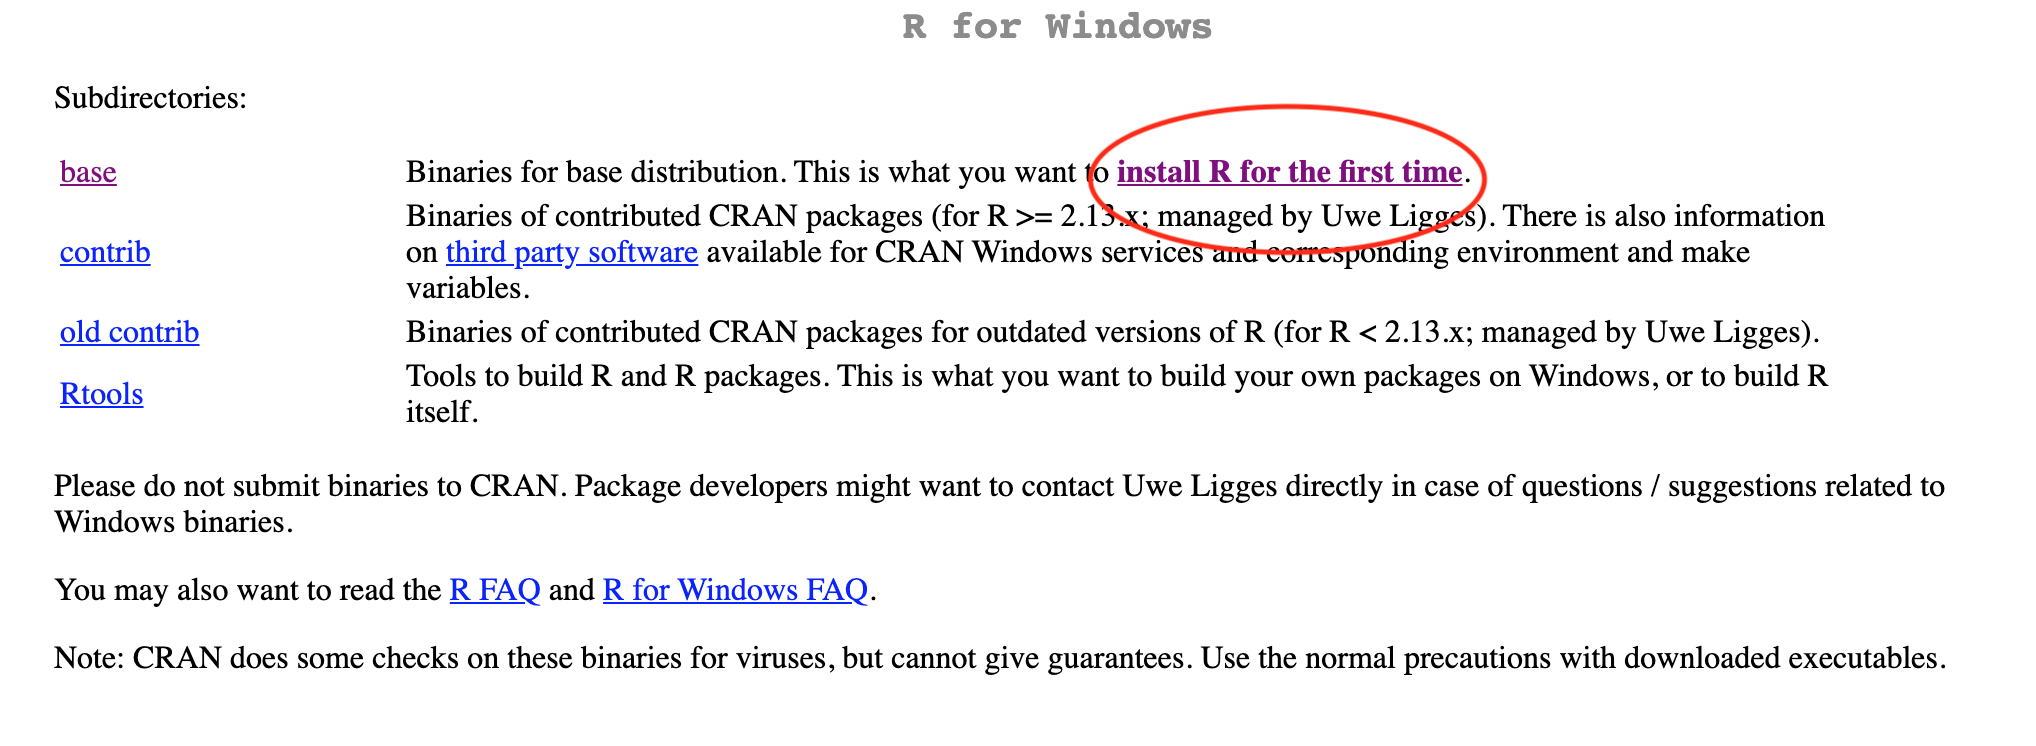 R for Windows
Subdirectories:
base Binaries for base distribution. This is what you want to install R for the first time.
Binaries of contributed CRAN packages (for R >= 2.13.x; managed by Uwe Ligges). There is also information
contrib on third party software available for CRAN Windows services and corresponding environment and make
variables.
old contrib Binaries of contributed CRAN packages for outdated versions of R (for R < 2.13.x; managed by Uwe Ligges).
Rtools Tools to build R and R packages. This is what you want to build your own packages on Windows, or to build R
itself.
Please do not submit binaries to CRAN. Package developers might want to contact Uwe Ligges directly in case of questions / suggestions related to
Windows binaries.
You may also want to read the R FAQ and R for Windows FAQ.
Note: CRAN does some checks on these binaries for viruses, but cannot give guarantees. Use the normal precautions with downloaded executables.